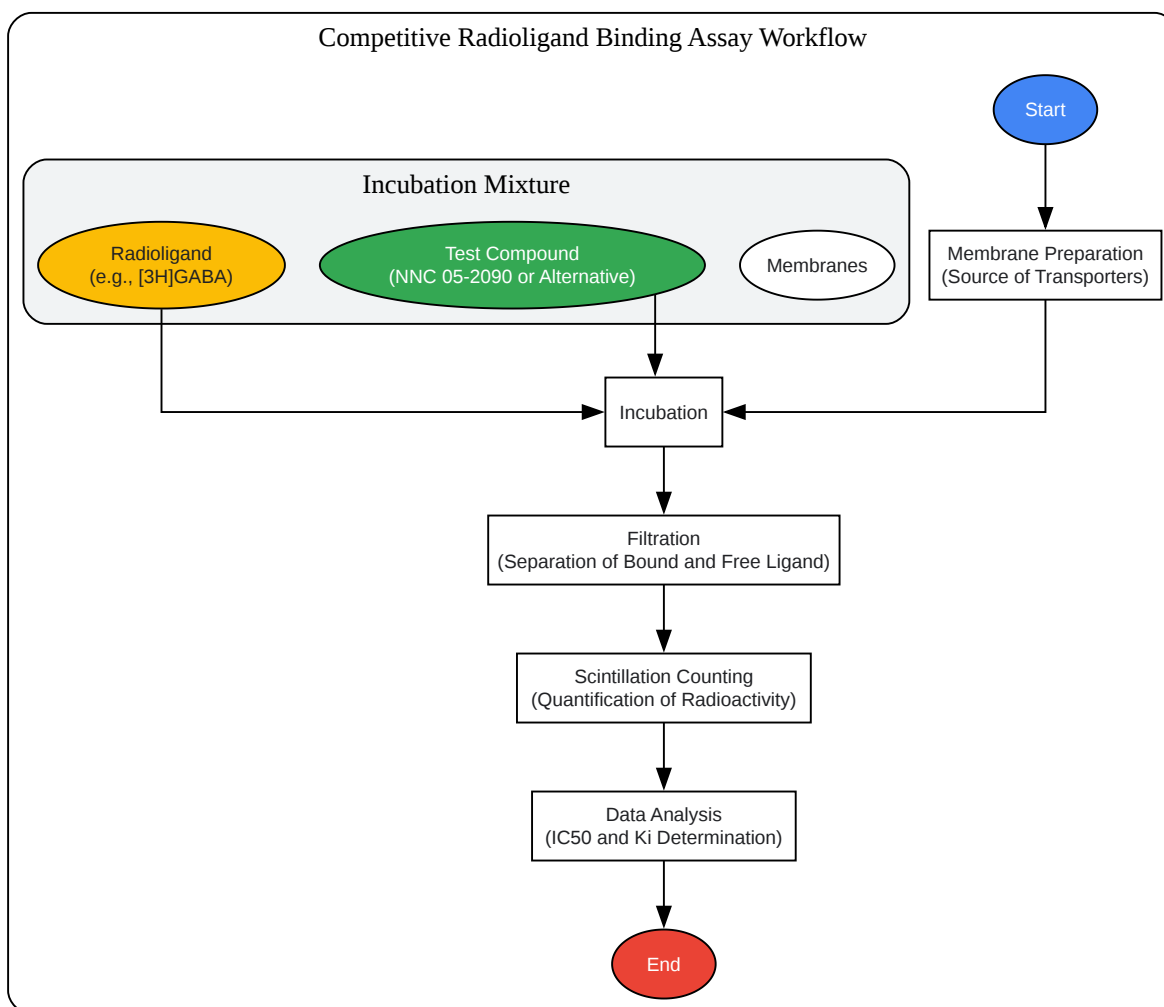 Competitive Radioligand Binding Assay Workflow
Start
Incubation Mixture
Radioligand
(e.g., [3H]GABA)
Test Compound
(NNC 05-2090 or Alternative)
Membranes
Membrane Preparation
(Source of Transporters)
Incubation
Filtration
(Separation of Bound and Free Ligand)
Scintillation Counting
(Quantification of Radioactivity)
Data Analysis
(IC50 and Ki Determination)
End